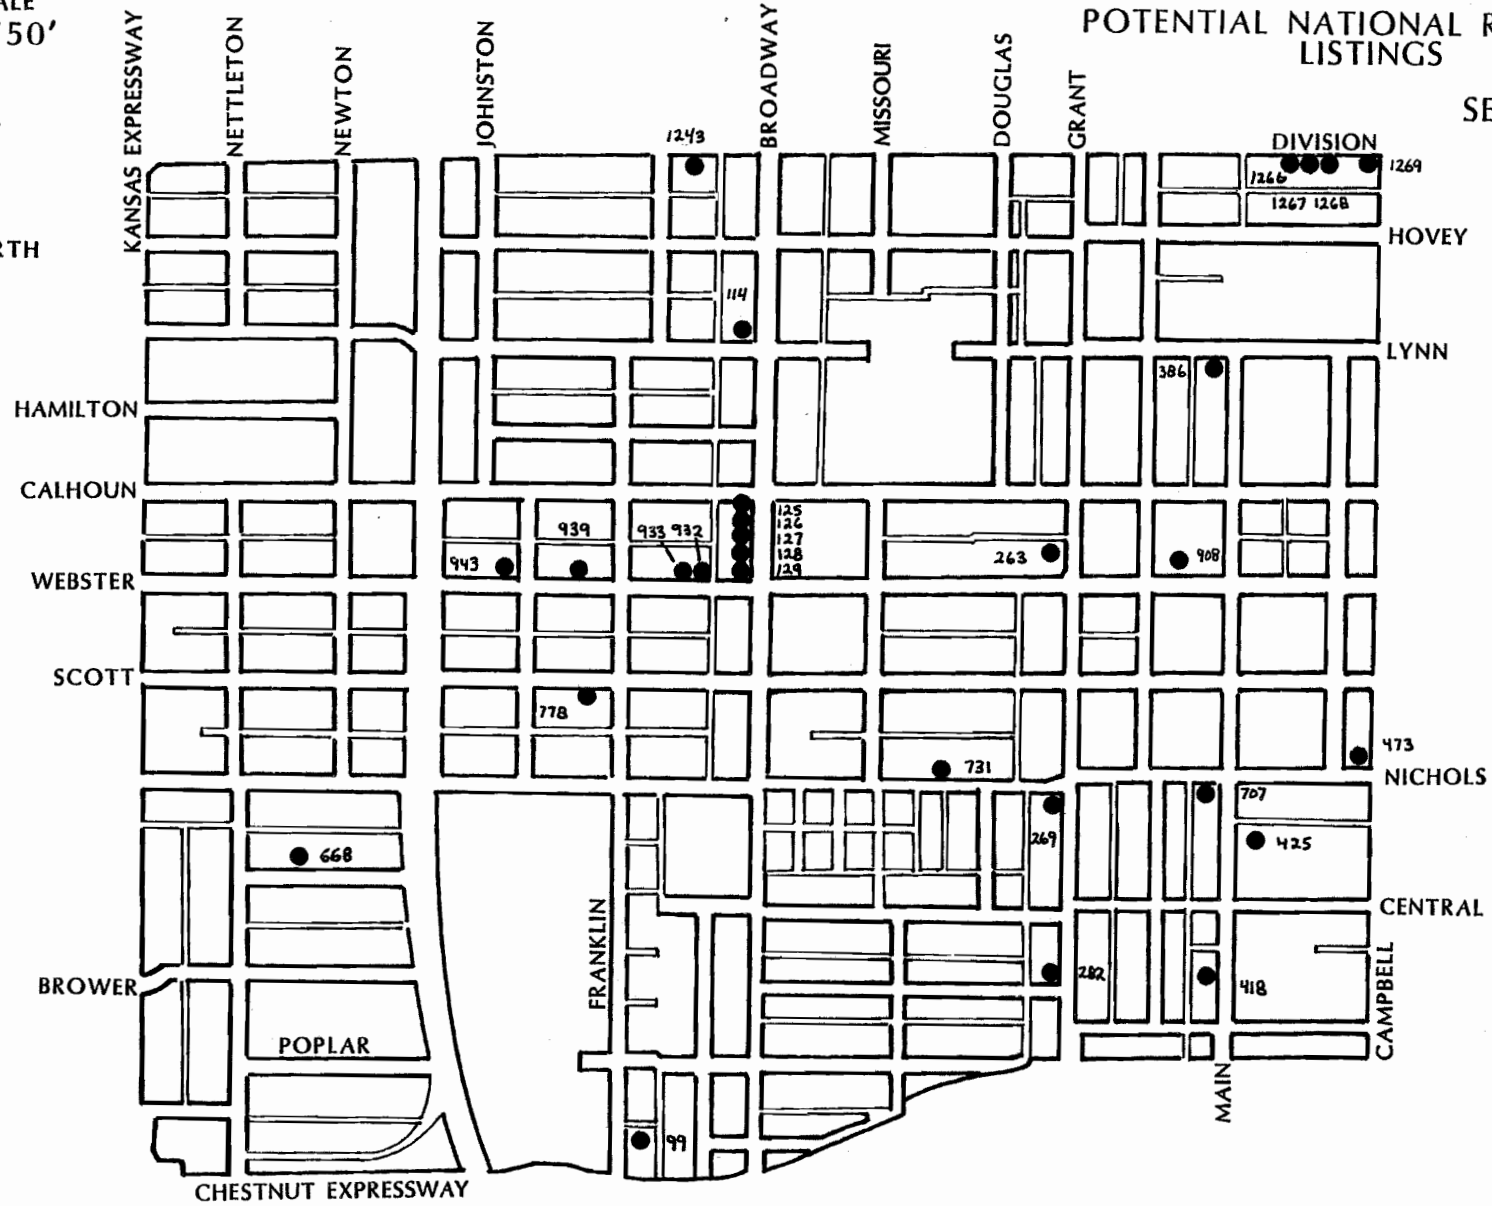 ALE
'50'
POTENTIAL NATIONAL R
LISTINGS
SE
KANSAS EXPRESSWAY
NETTLETON
NEWTON
JOHNSTON
BROADWAY
MISSOURI
DOUGLAS
GRANT
1243
DIVISION
1266
1269
1267 1268
RTH
HOVEY
114
LYNN
386
HAMILTON
CALHOUN
125
126
127
128
129
939
933 932
943
263
908
WEBSTER
SCOTT
778
473
731
NICHOLS
707
269
425
668
CENTRAL
FRANKLIN
BROWER
282
418
CAMPBELL
POPLAR
MAIN
99
CHESTNUT EXPRESSWAY